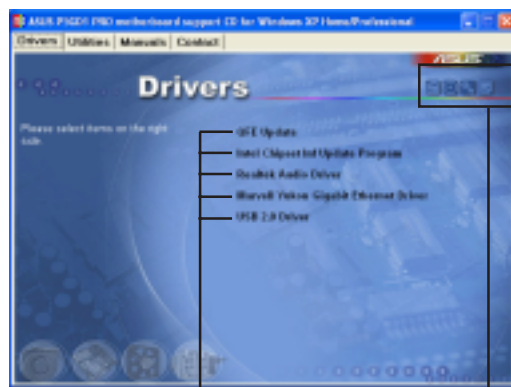 ASUS P5GD1 PRO motherboard support CD for Windows XP Home/Professional
Drivers Utilities Manuals Contact
ASUS
Drivers
Please select items on the right
side.
QFE Update
Intel Chipset Inf Update Program
Realtek Audio Driver
Marvell Yukon Gigabit Ethernet Driver
USB 2.0 Driver